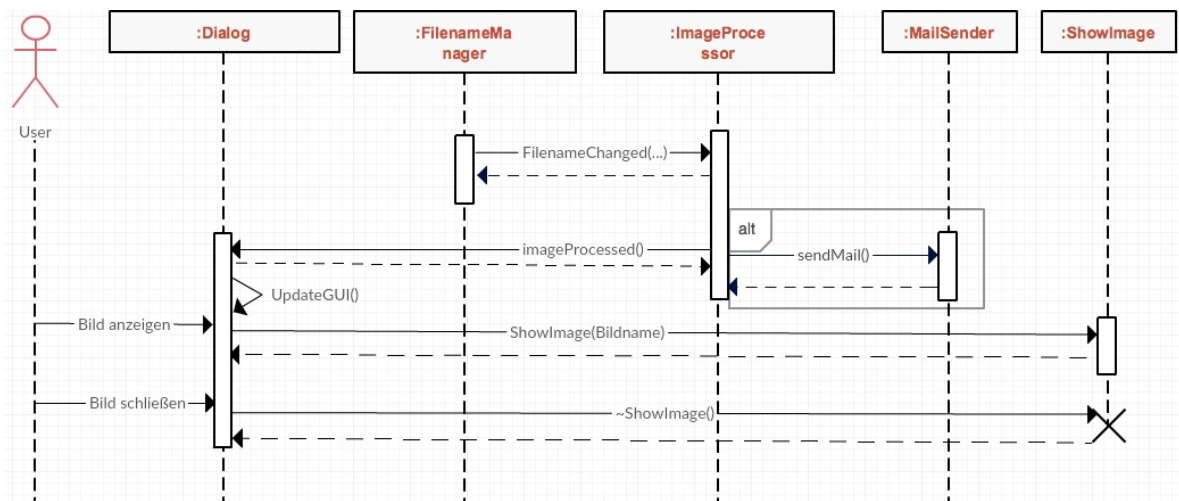 :Dialog
:FilenameMa
nager
:ImageProce
ssor
:MailSender
:ShowImage
User
FilenameChanged(...)
alt
imageProcessed()
sendMail()
UpdateGUI()
Bild anzeigen
ShowImage(Bildname)
Bild schließen
~ShowImage()